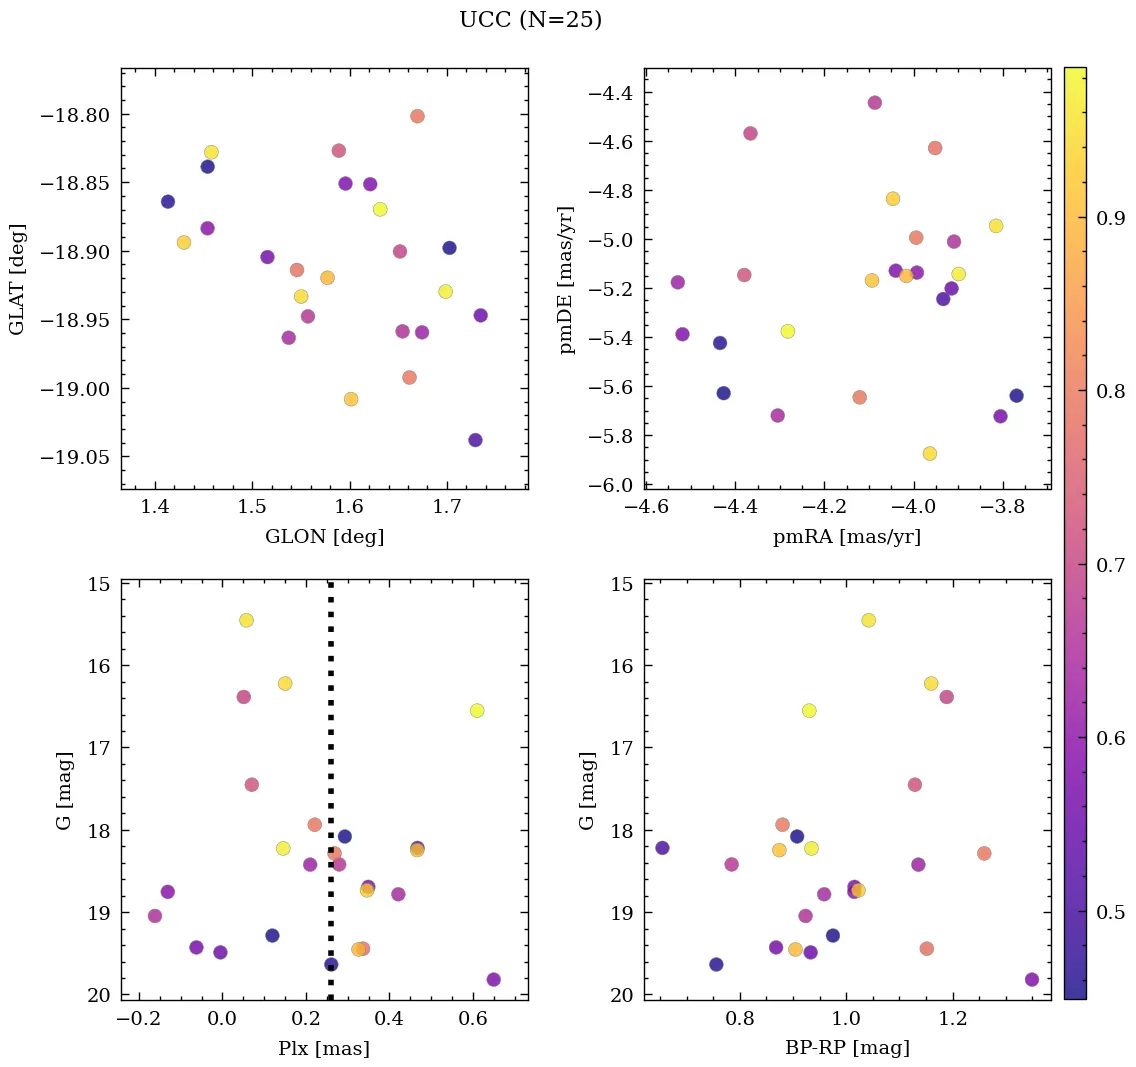 UCC (N=25)
−18.80
−18.85
−18.90
−18.95
−19.00
−19.05
GLAT [deg]
1.4 1.5 1.6 1.7
GLON [deg]
−4.4
−4.6
−4.8
−5.0
−5.2
−5.4
−5.6
−5.8
−6.0
pmDE [mas/yr]
−4.6 −4.4 −4.2 −4.0 −3.8
pmRA [mas/yr]
0.9
0.8
0.7
0.6
0.5
15
16
17
18
19
20
G [mag]
−0.2 0.0 0.2 0.4 0.6
Plx [mas]
15
16
17
18
19
20
G [mag]
0.8 1.0 1.2
BP-RP [mag]